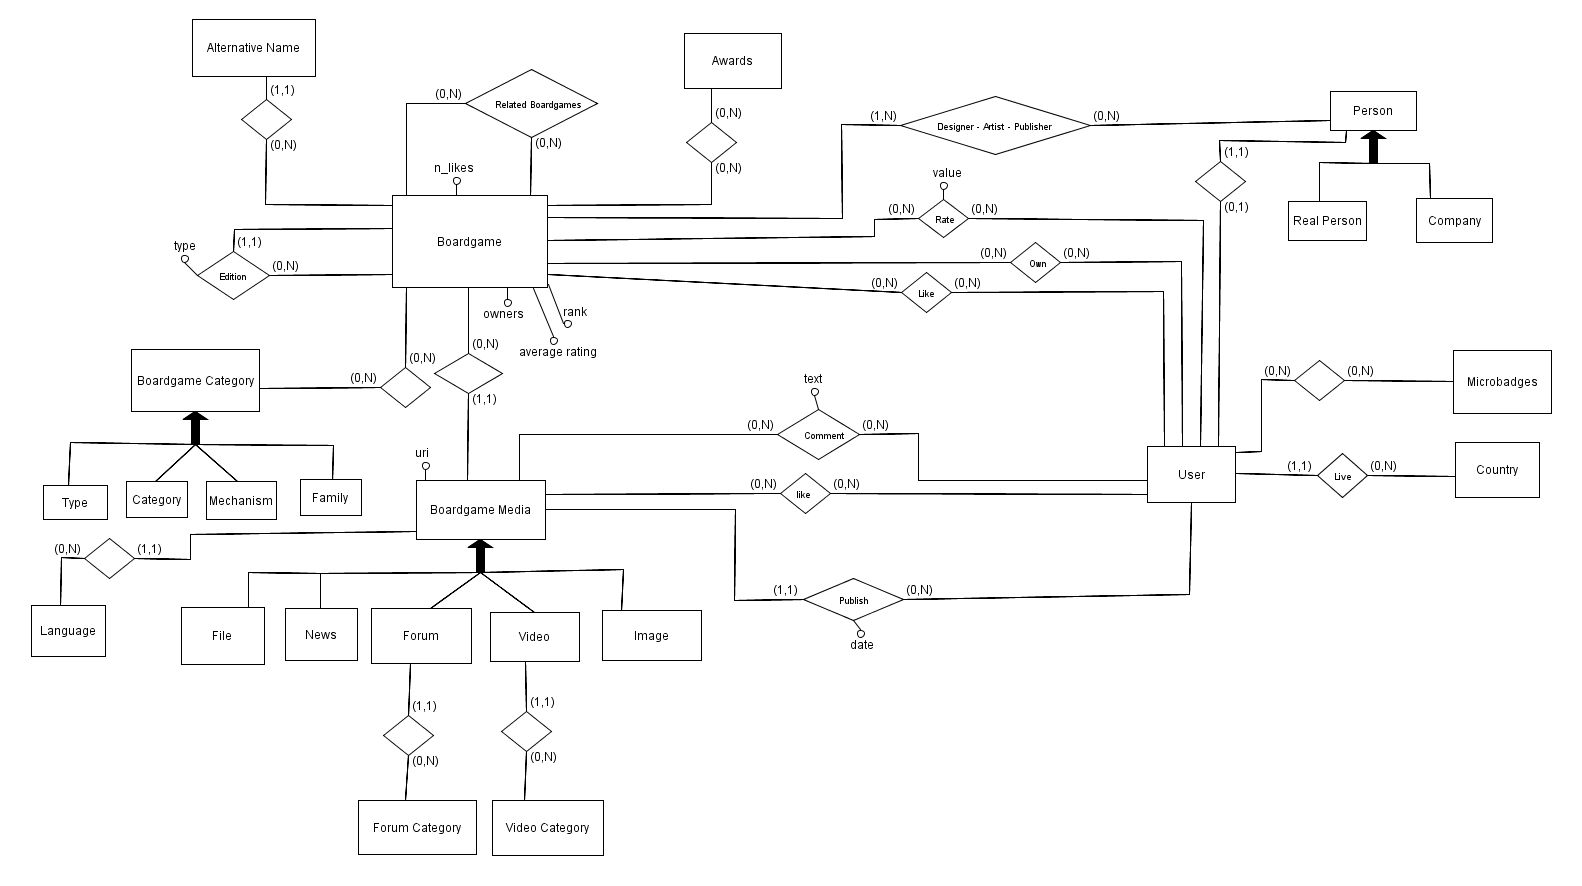 Alternative Name
Awards
(1,1)
(0,N)
Related Boardgames
(0,N)
(0,N)
(1,N)
Designer - Artist - Publisher
(0,N)
Person
(0,N)
(0,N)
(0,N)
(1,1)
n_likes
value
(0,N)
Rate
(0,N)
(0,1)
Real Person
Company
Boardgame
type
(1,1)
Edition
(0,N)
(0,N)
Own
(0,N)
(0,N)
Like
(0,N)
owners
rank
average rating
(0,N)
(0,N)
Boardgame Category
(0,N)
(1,1)
text
(0,N)
(0,N)
Microbadges
(0,N)
Comment
(0,N)
uri
Type
Category
Mechanism
Family
Boardgame Media
(0,N)
like
(0,N)
User
(1,1)
Live
(0,N)
Country
(0,N)
(1,1)
Language
File
News
Forum
Video
Image
(1,1)
Publish
(0,N)
date
(1,1)
(1,1)
(0,N)
(0,N)
Forum Category
Video Category